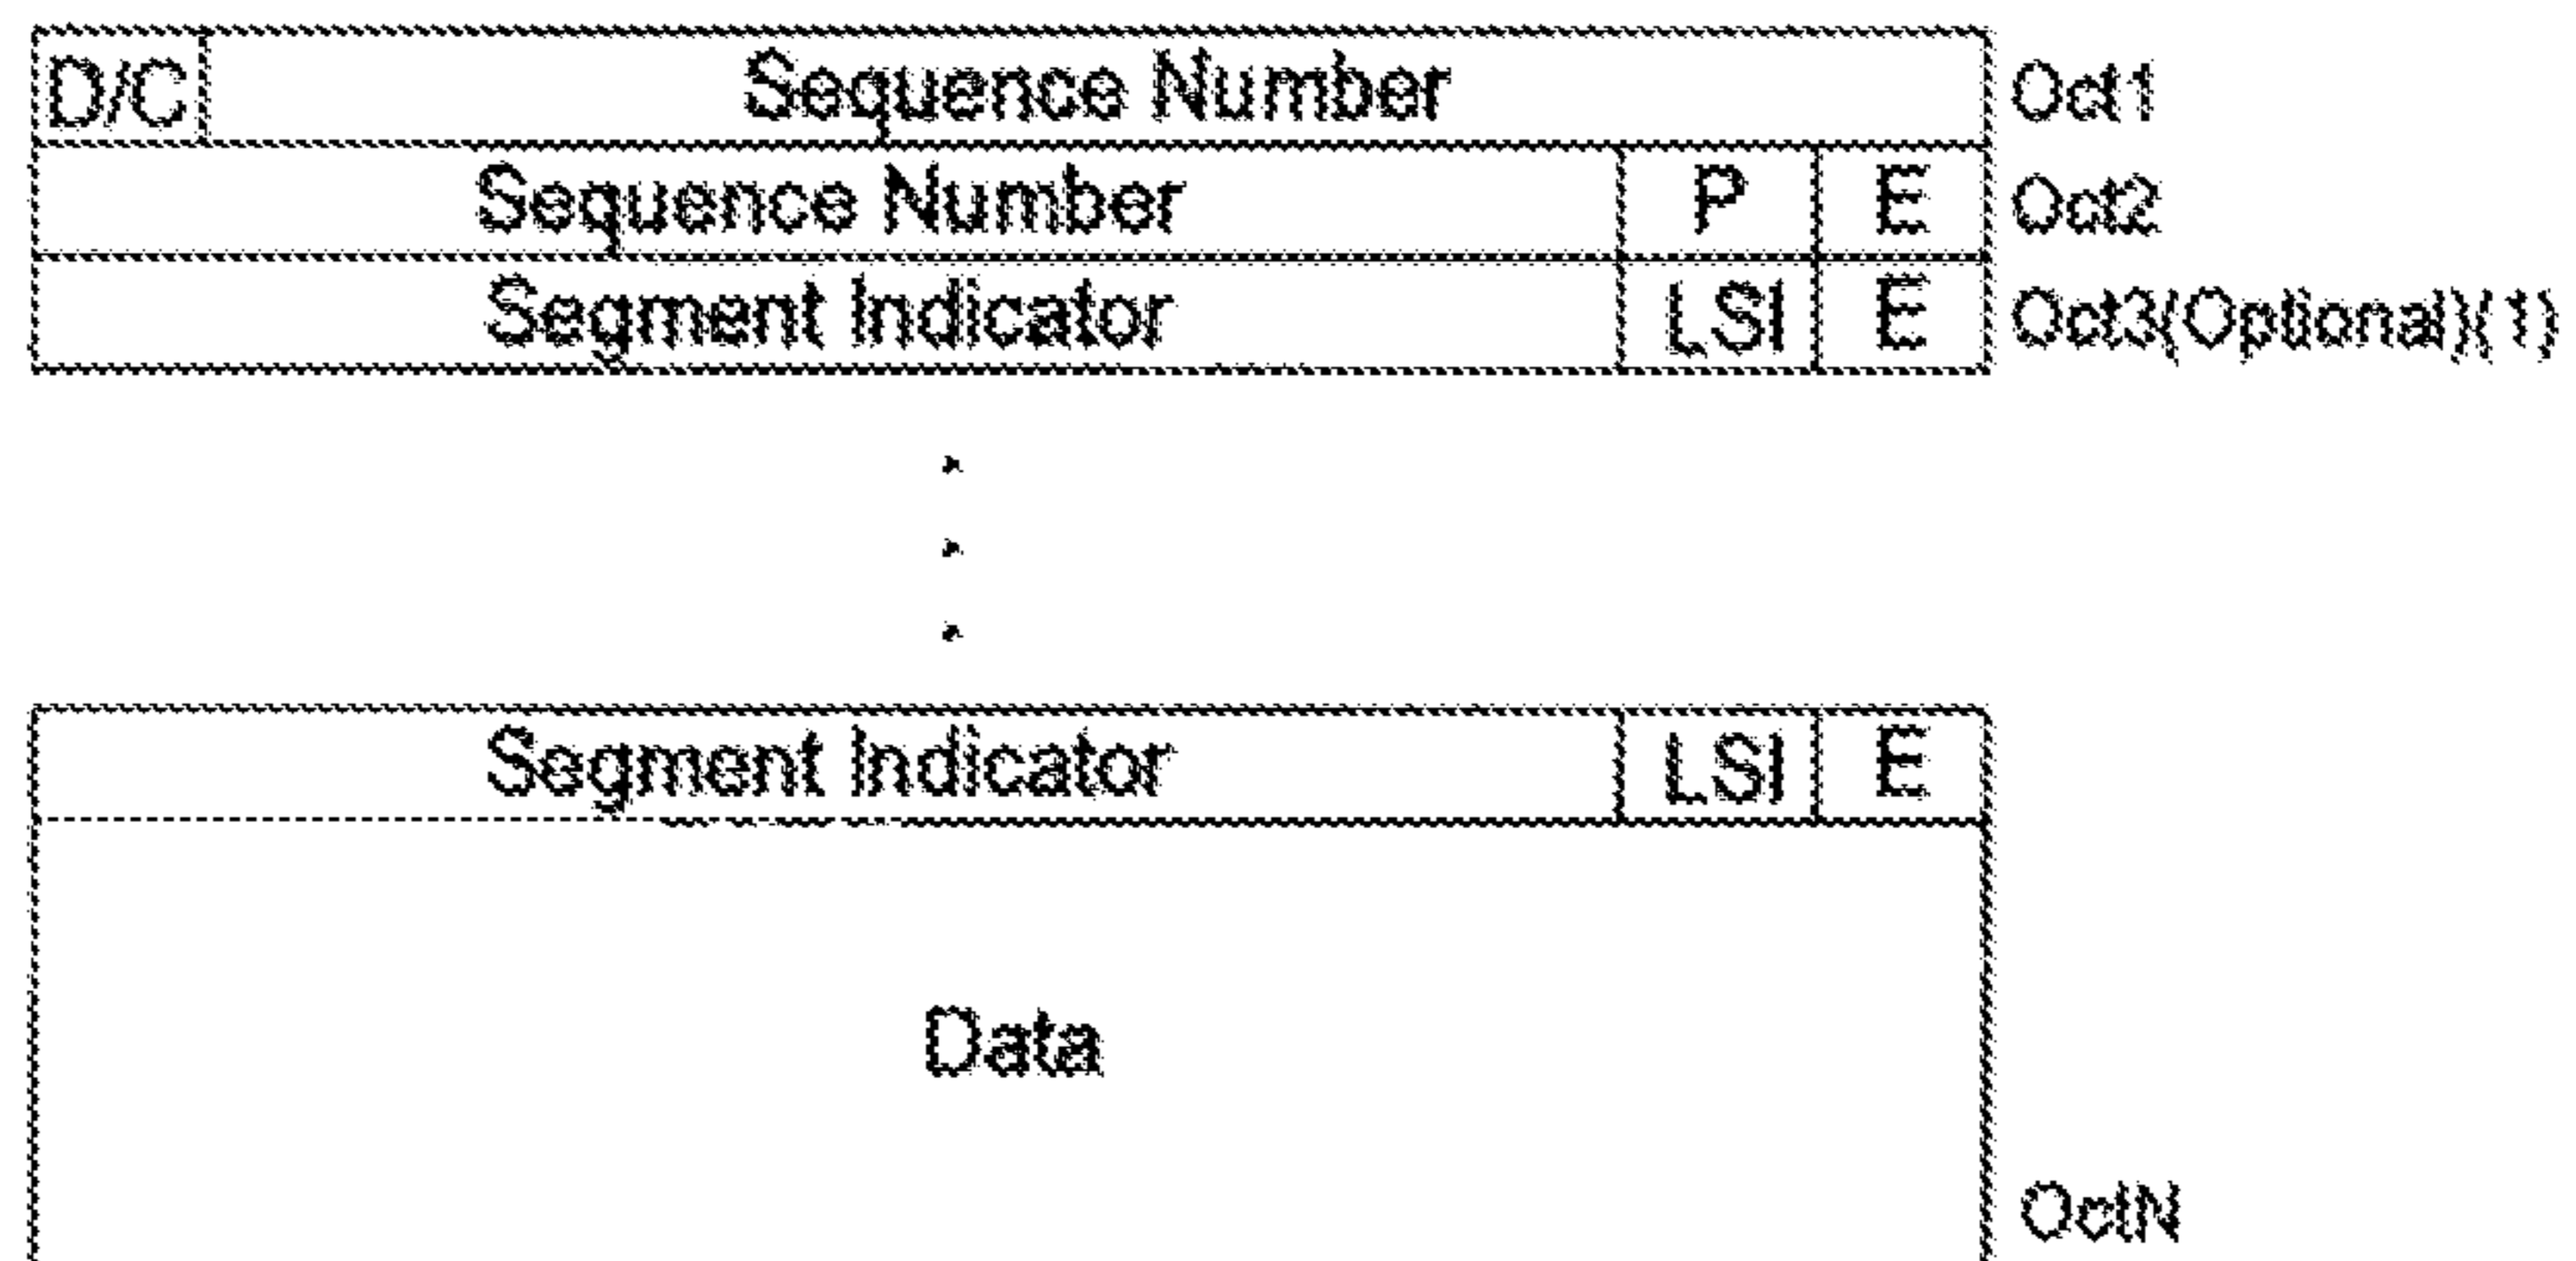 D/C Sequence Number Oct1
Sequence Number P E Oct2
Segment Indicator LSI E Oct3(Optional)(1)
Segment Indicator LSI E
Data
OctN